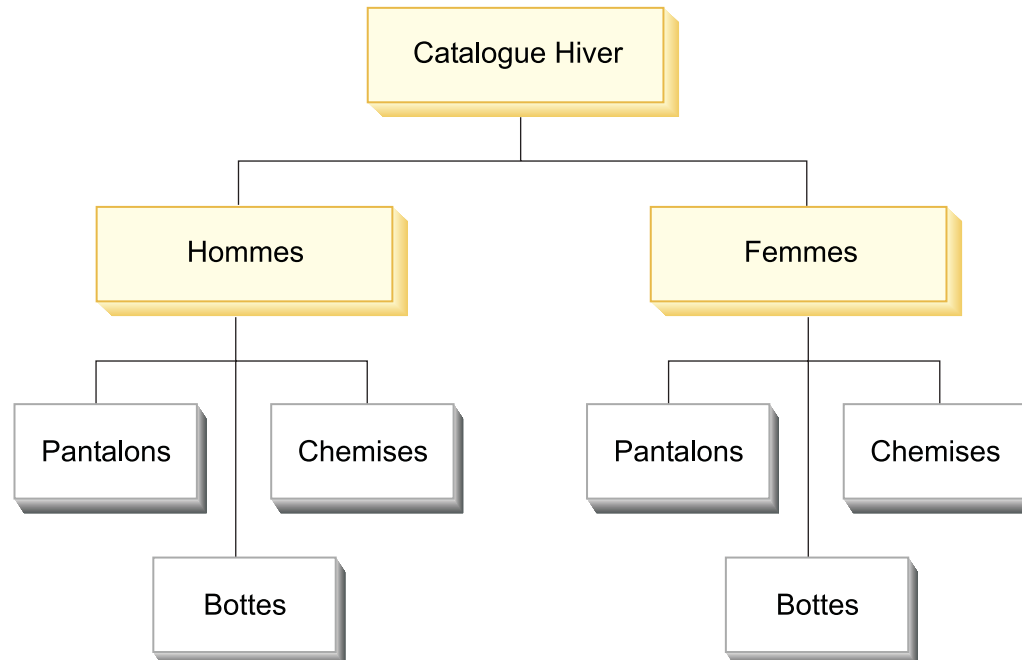 Catalogue Hiver
Hommes
Femmes
Pantalons
Chemises
Pantalons
Chemises
Bottes
Bottes